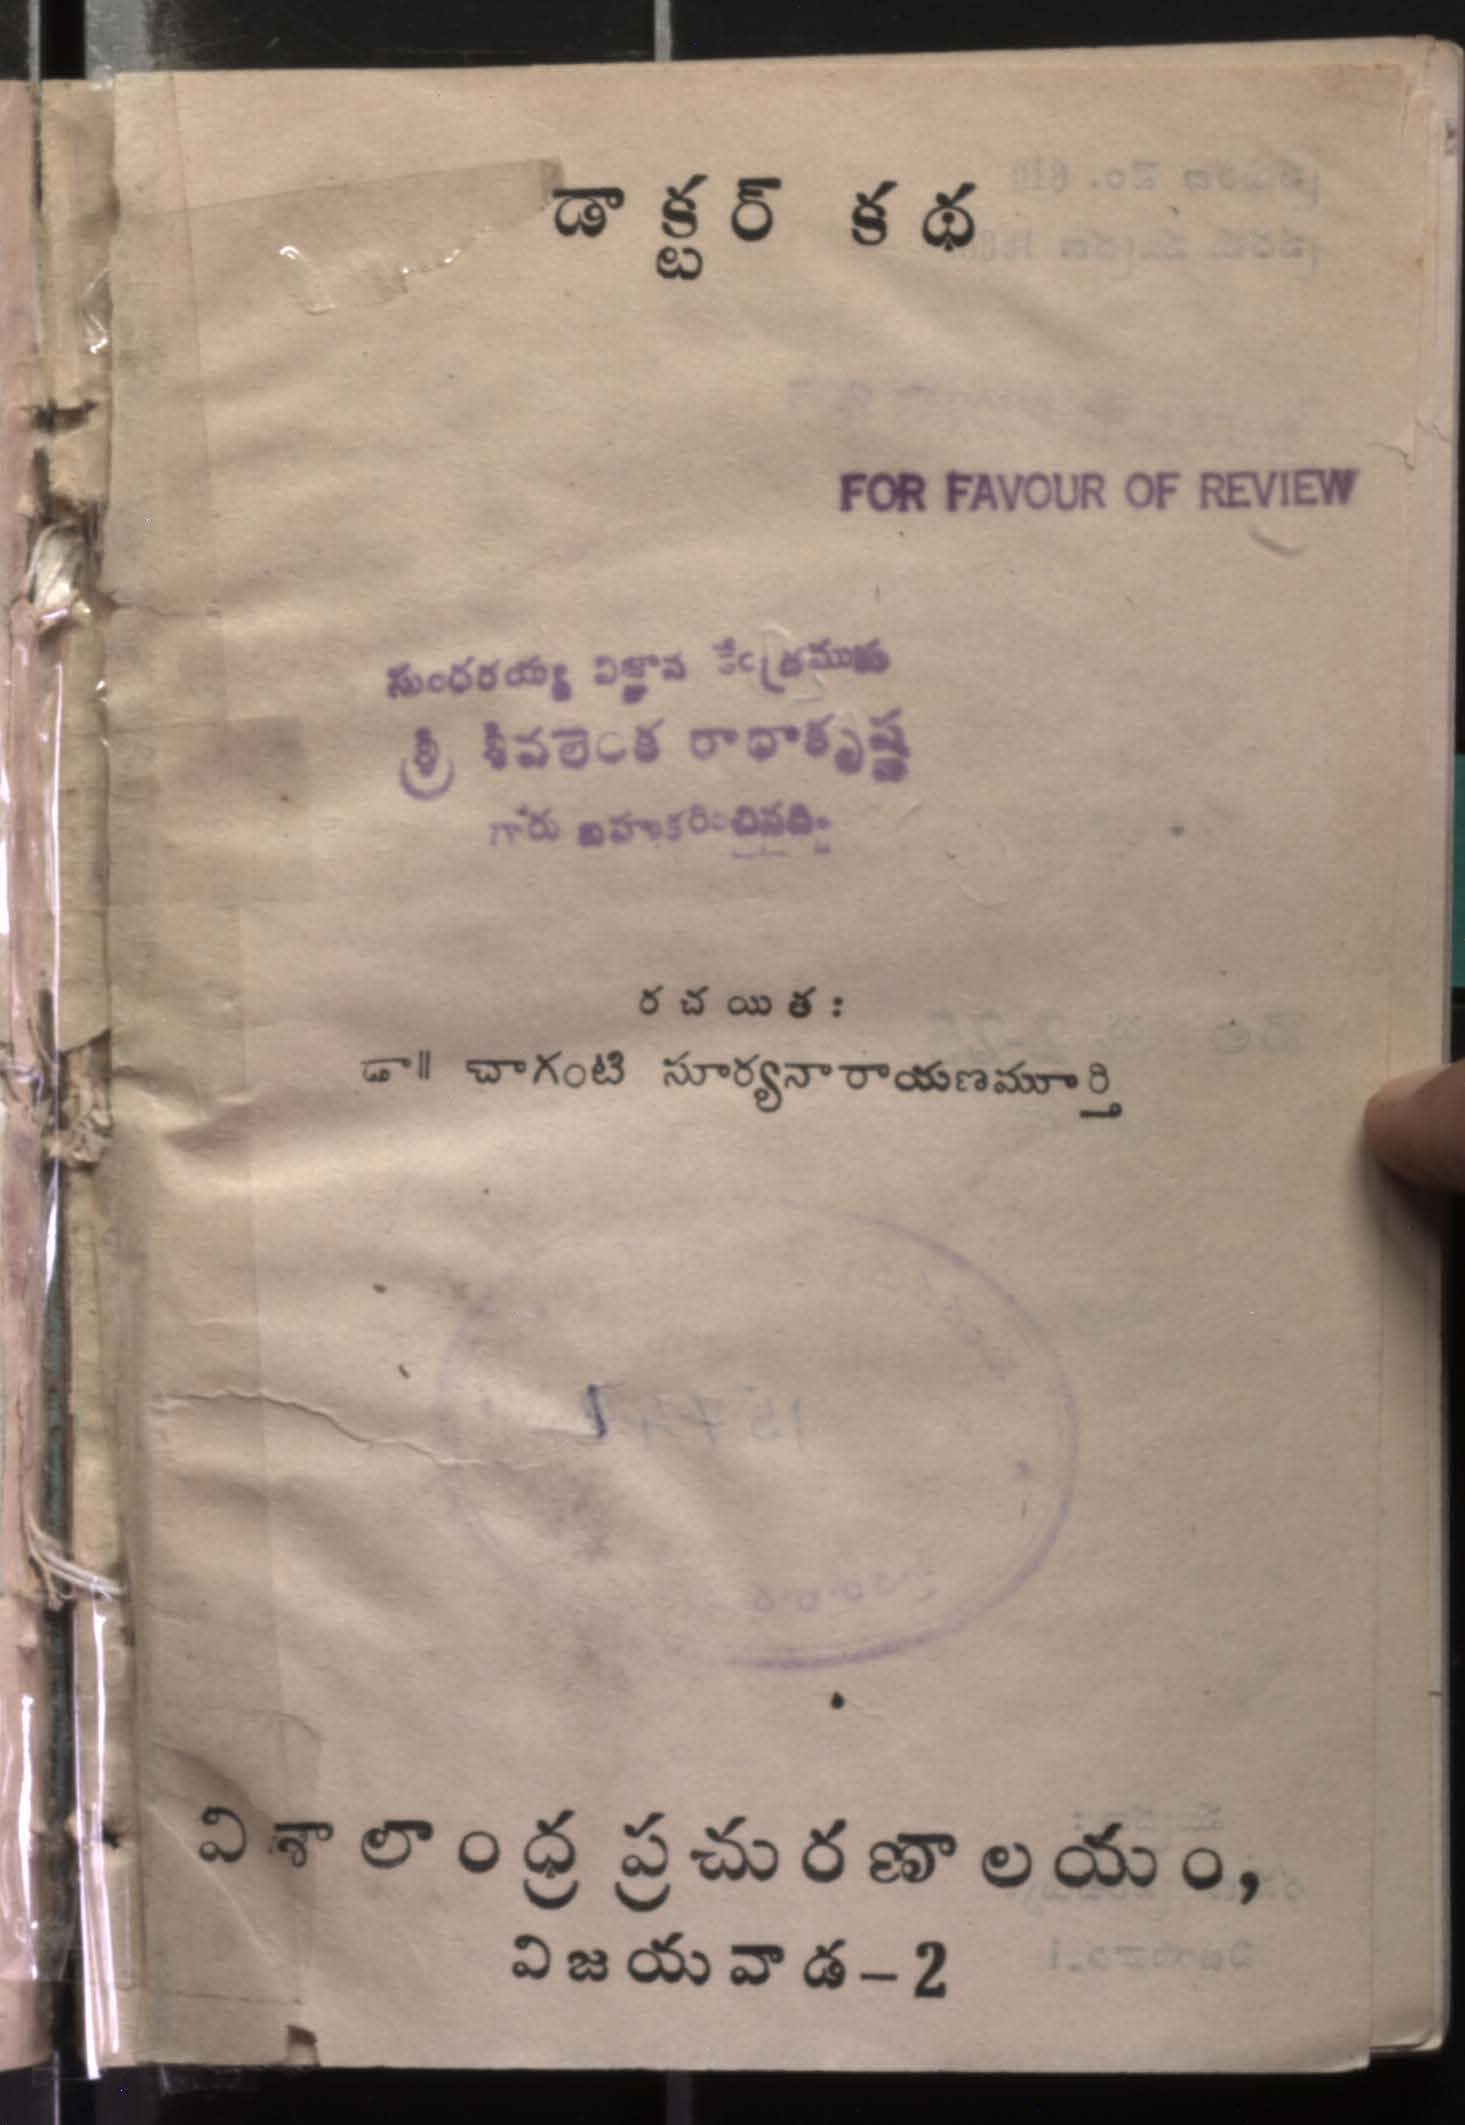 డాక్టర్ కథ
FOR FAVOUR OF REVIEW
సుందరయ్య విజ్ఞాన కేంద్రమునకు
శ్రీ శివలెంక రాధాకృష్ణ
గారు బహూకరించినది.
రచయిత :
డా॥ చాగంటి సూర్యనారాయణమూర్తి
విశాలాంధ్ర ప్రచురణాలయం,
విజయవాడ – 2